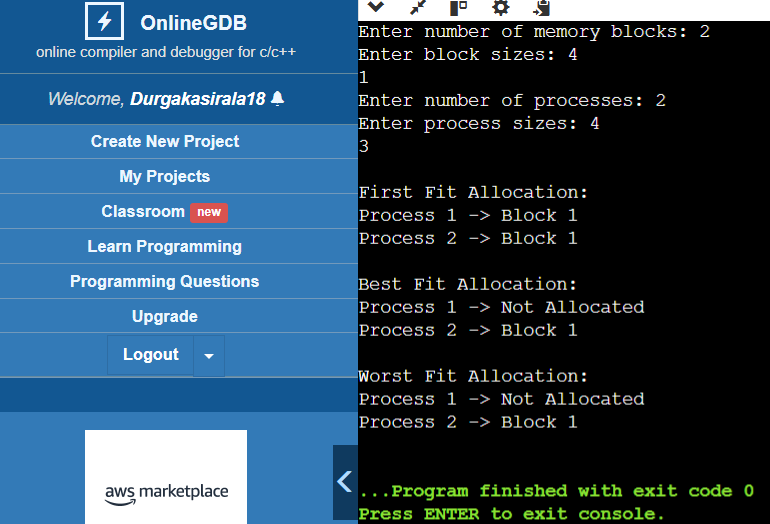 OnlineGDB
online compiler and debugger for c/c++
Welcome, Durgakasirala18
Create New Project
My Projects
Classroom new
Learn Programming
Programming Questions
Upgrade
Logout
aws marketplace
Enter number of memory blocks: 2
Enter block sizes: 4
1
Enter number of processes: 2
Enter process sizes: 4
3
First Fit Allocation:
Process 1 -> Block 1
Process 2 -> Block 1
Best Fit Allocation:
Process 1 -> Not Allocated
Process 2 -> Block 1
Worst Fit Allocation:
Process 1 -> Not Allocated
Process 2 -> Block 1
...Program finished with exit code 0
Press ENTER to exit console.